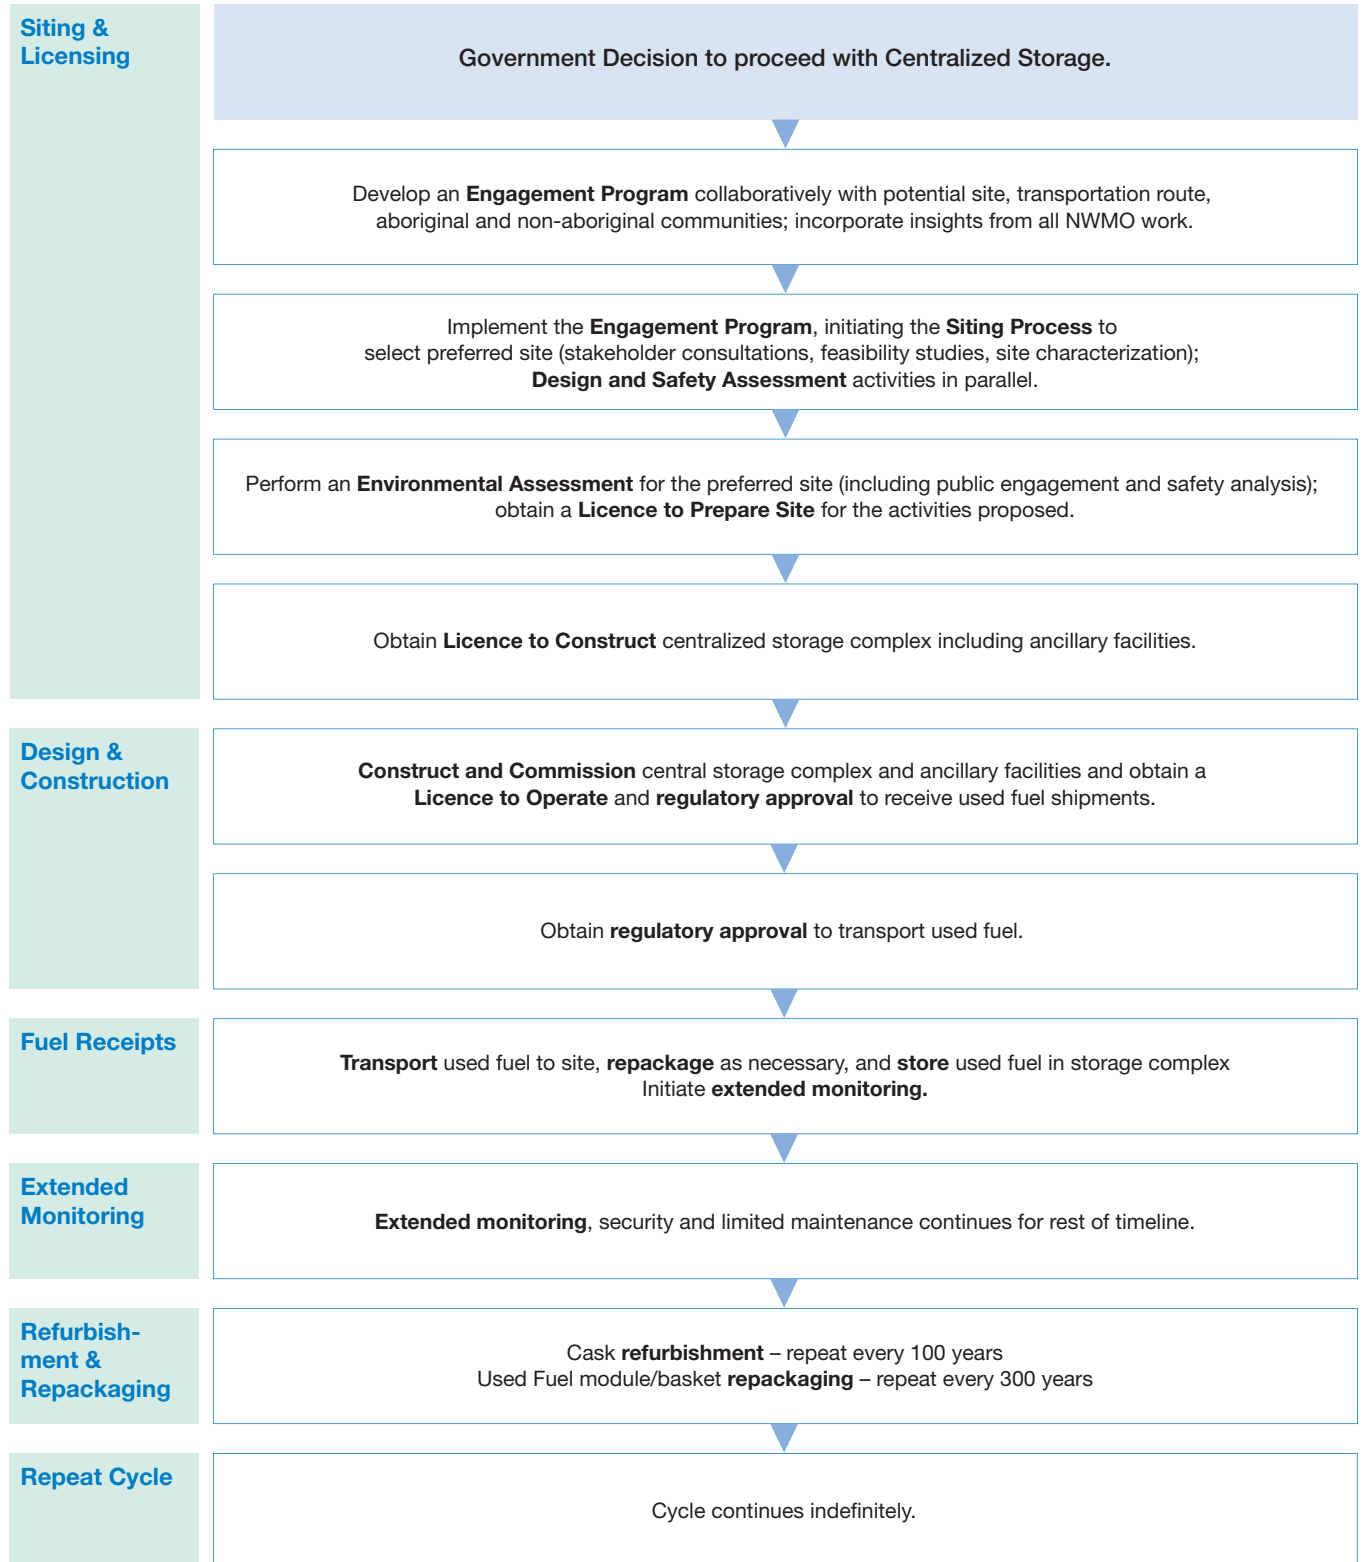 Siting &
Licensing
Government Decision to proceed with Centralized Storage.
Develop an Engagement Program collaboratively with potential site, transportation route,
aboriginal and non-aboriginal communities; incorporate insights from all NWMO work.
Implement the Engagement Program, initiating the Siting Process to
select preferred site (stakeholder consultations, feasibility studies, site characterization);
Design and Safety Assessment activities in parallel.
Perform an Environmental Assessment for the preferred site (including public engagement and safety analysis);
obtain a Licence to Prepare Site for the activities proposed.
Obtain Licence to Construct centralized storage complex including ancillary facilities.
Design &
Construction
Construct and Commission central storage complex and ancillary facilities and obtain a
Licence to Operate and regulatory approval to receive used fuel shipments.
Obtain regulatory approval to transport used fuel.
Fuel Receipts
Transport used fuel to site, repackage as necessary, and store used fuel in storage complex
Initiate extended monitoring.
Extended
Monitoring
Extended monitoring, security and limited maintenance continues for rest of timeline.
Refurbish-
ment &
Repackaging
Cask refurbishment – repeat every 100 years
Used Fuel module/basket repackaging – repeat every 300 years
Repeat Cycle
Cycle continues indefinitely.